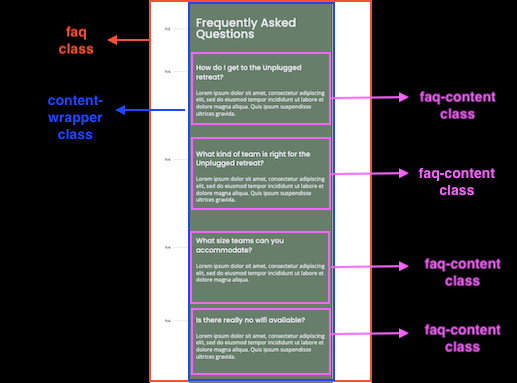 faq
class
content-
wrapper
class
Frequently Asked
Questions
How do I get to the Unplugged
retreat?
Lorem ipsum dolor sit amet, consectetur adipiscing
elit, sed do eiusmod tempor incididunt ut labore et
dolore magna aliqua. Quis ipsum suspendisse
ultrices gravida.
faq-content
class
What kind of team is right for the
Unplugged retreat?
Lorem ipsum dolor sit amet, consectetur adipiscing
elit, sed do eiusmod tempor incididunt ut labore et
dolore magna aliqua. Quis ipsum suspendisse
ultrices gravida.
faq-content
class
What size teams can you
accommodate?
Lorem ipsum dolor sit amet, consectetur adipiscing
elit, sed do eiusmod tempor incididunt ut labore et
dolore magna aliqua.
faq-content
class
Is there really no wifi available?
Lorem ipsum dolor sit amet, consectetur adipiscing
elit, sed do eiusmod tempor incididunt ut labore et
dolore magna aliqua. Quis ipsum suspendisse
ultrices gravida.
faq-content
class